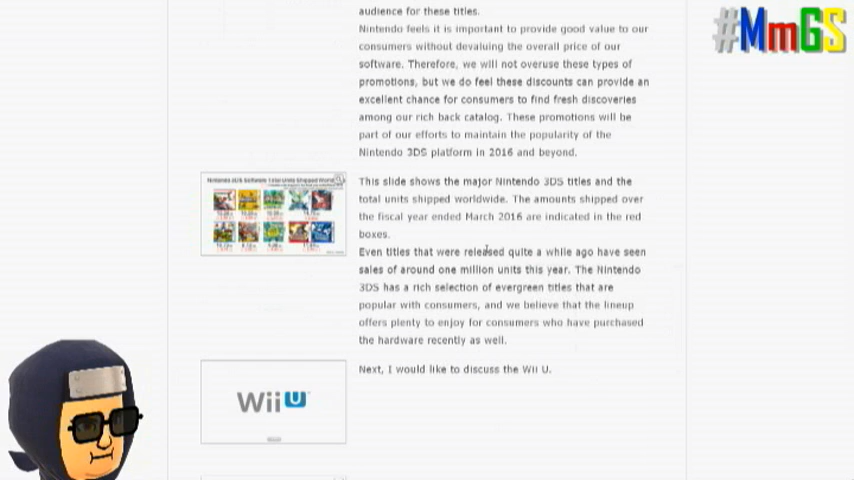 #MmGS
audience for these titles.
Nintendo feels it is important to provide good value to our
consumers without devaluing the overall price of our
software. Therefore, we will not overuse these types of
promotions, but we do feel these discounts can provide an
excellent chance for consumers to find fresh discoveries
among our rich back catalog. These promotions will be
part of our efforts to maintain the popularity of the
Nintendo 3DS platform in 2016 and beyond.
Nintendo 3DS Software Total Units Shipped
This slide shows the major Nintendo 3DS titles and the
total units shipped worldwide. The amounts shipped over
the fiscal year ended March 2016 are indicated in the red
boxes.
Even titles that were released quite a while ago have seen
sales of around one million units this year. The Nintendo
3DS has a rich selection of evergreen titles that are
popular with consumers, and we believe that the lineup
offers plenty to enjoy for consumers who have purchased
the hardware recently as well.
Wii U
Next, I would like to discuss the Wii U.